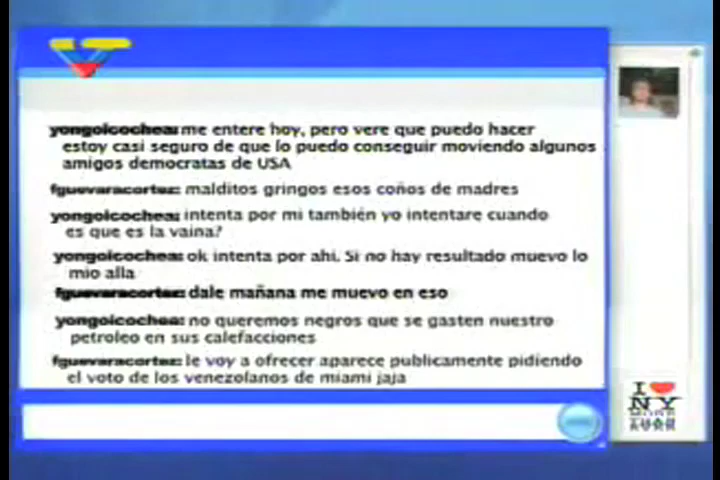 yongoicochea: me entere hoy, pero vere que puedo hacer
estoy casi seguro de que lo puedo conseguir moviendo algunos
amigos democratas de USA
fguevaracortez: malditos gringos esos coños de madres
yongoicochea: intenta por mi también yo intentare cuando
es que es la vaina?
yongoicochea: ok intenta por ahi. Si no hay resultado muevo lo
mio alla
fguevaracortez: dale mañana me muevo en eso
yongoicochea: no queremos negros que se gasten nuestro
petroleo en sus calefacciones
fguevaracortez: le voy a ofrecer aparece publicamente pidiendo
el voto de los venezolanos de miami jaja
I ❤
NY
MORE